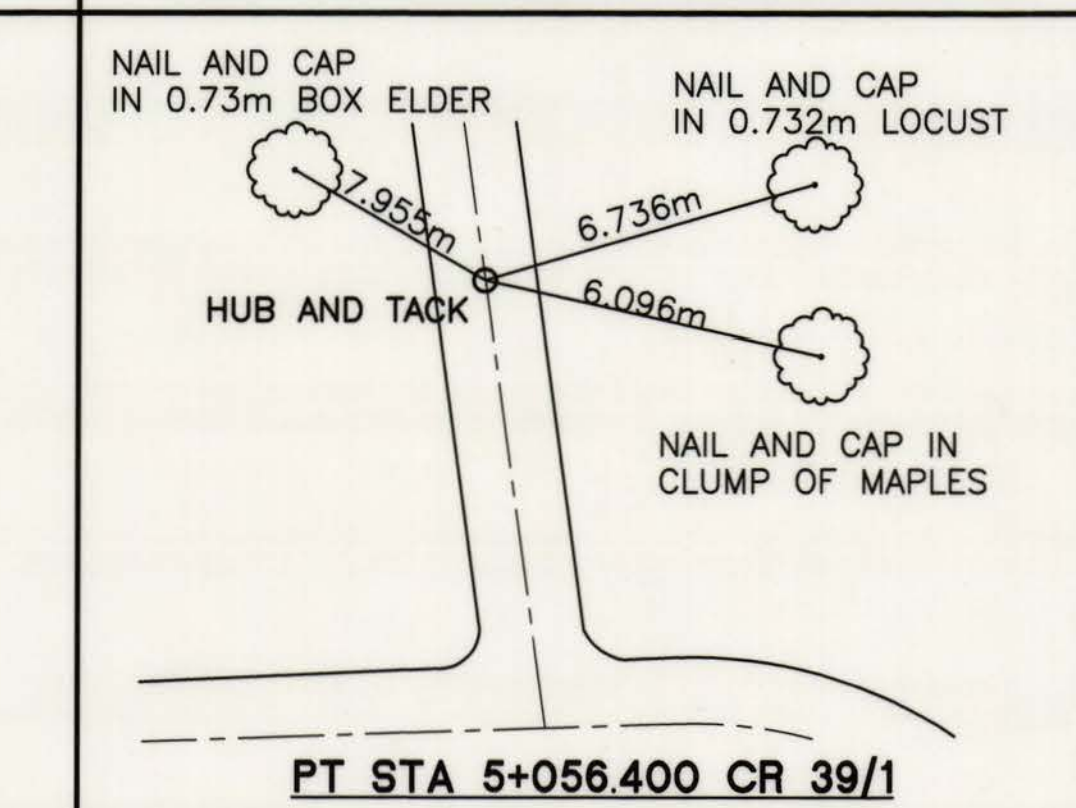 NAIL AND CAP
IN 0.73m BOX ELDER
NAIL AND CAP
IN 0.732m LOCUST
7.955m
6.736m
HUB AND TACK
6.096m
NAIL AND CAP IN
CLUMP OF MAPLES
PT STA 5+056.400 CR 39/1